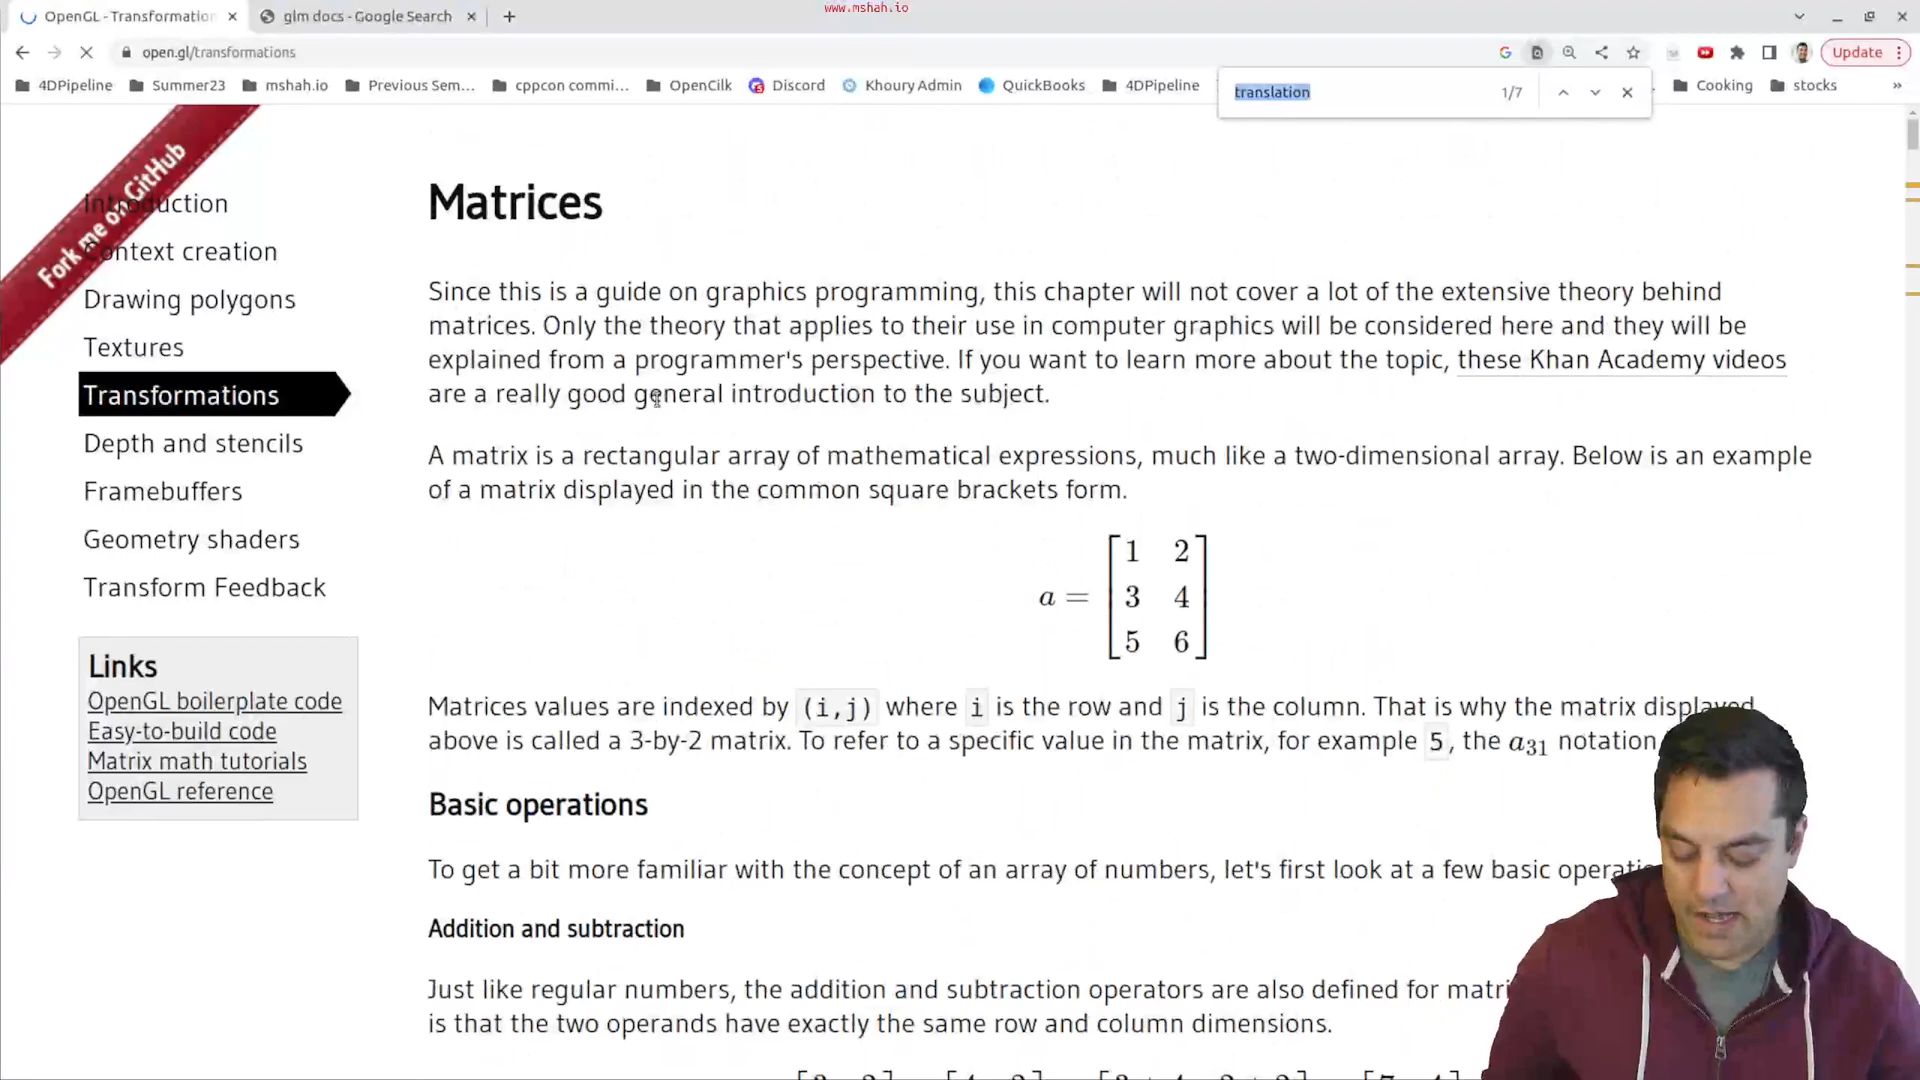 www.mshah.io
OpenGL - Transformation
glm docs - Google Search
open.gl/transformations
Update
4DPipeline
Summer23
mshah.io
Previous Sem...
cppcon commi...
OpenCilk
Discord
Khoury Admin
QuickBooks
4DPipeline
Cooking
stocks
»
translation
1/7
Fork me on GitHub
Introduction
Context creation
Drawing polygons
Textures
Transformations
Depth and stencils
Framebuffers
Geometry shaders
Transform Feedback
Links
OpenGL boilerplate code
Easy-to-build code
Matrix math tutorials
OpenGL reference
Matrices
Since this is a guide on graphics programming, this chapter will not cover a lot of the extensive theory behind
matrices. Only the theory that applies to their use in computer graphics will be considered here and they will be
explained from a programmer's perspective. If you want to learn more about the topic, these Khan Academy videos
are a really good general introduction to the subject.
A matrix is a rectangular array of mathematical expressions, much like a two-dimensional array. Below is an example
of a matrix displayed in the common square brackets form.
1 2
a = 3 4
5 6
Matrices values are indexed by (i,j) where i is the row and j is the column. That is why the matrix displayed
above is called a 3-by-2 matrix. To refer to a specific value in the matrix, for example 5, the a31 notation
Basic operations
To get a bit more familiar with the concept of an array of numbers, let's first look at a few basic
Addition and subtraction
Just like regular numbers, the addition and subtraction operators are also defined for
is that the two operands have exactly the same row and column dimensions.